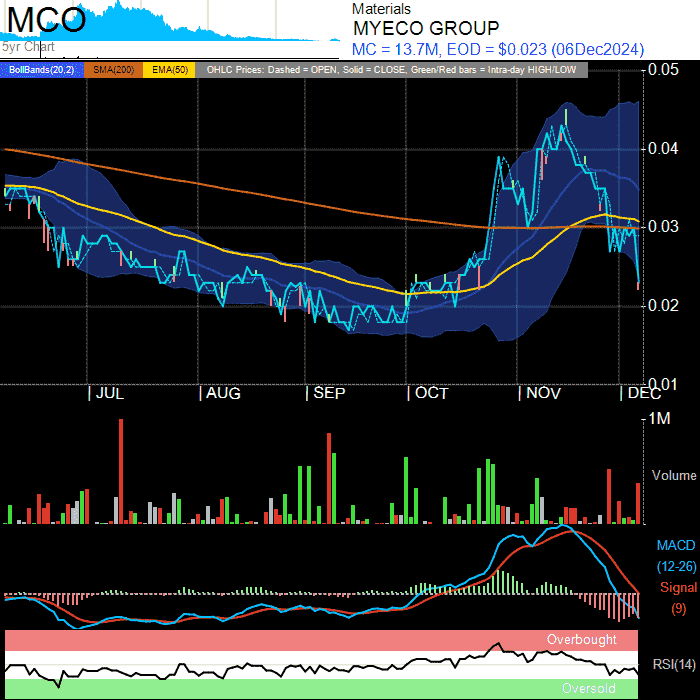 MCO
5yr Chart
Materials
MYECO GROUP
MC = 13.7M, EOD = $0.023 (06Dec2024)
BollBands(20,2) SMA(200) EMA(50) OHLC Prices: Dashed = OPEN, Solid = CLOSE, Green/Red bars = Intra-day HIGH/LOW
0.05
0.04
0.03
0.02
0.01
JUL AUG SEP OCT NOV DEC
1M
Volume
MACD
(12-26)
Signal
(9)
Overbought
RSI(14)
Oversold